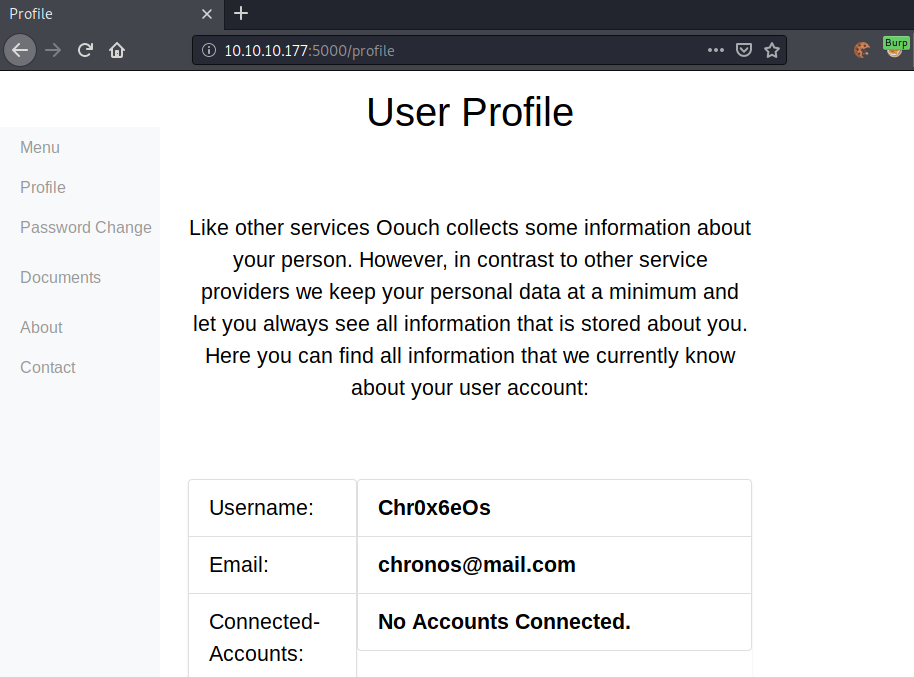 Profile
10.10.10.177:5000/profile
Burp
User Profile
Menu
Profile
Password Change
Documents
About
Contact
Like other services Oouch collects some information about
your person. However, in contrast to other service
providers we keep your personal data at a minimum and
let you always see all information that is stored about you.
Here you can find all information that we currently know
about your user account:
Username: Chr0x6eOs
Email: chronos@mail.com
Connected- No Accounts Connected.
Accounts: